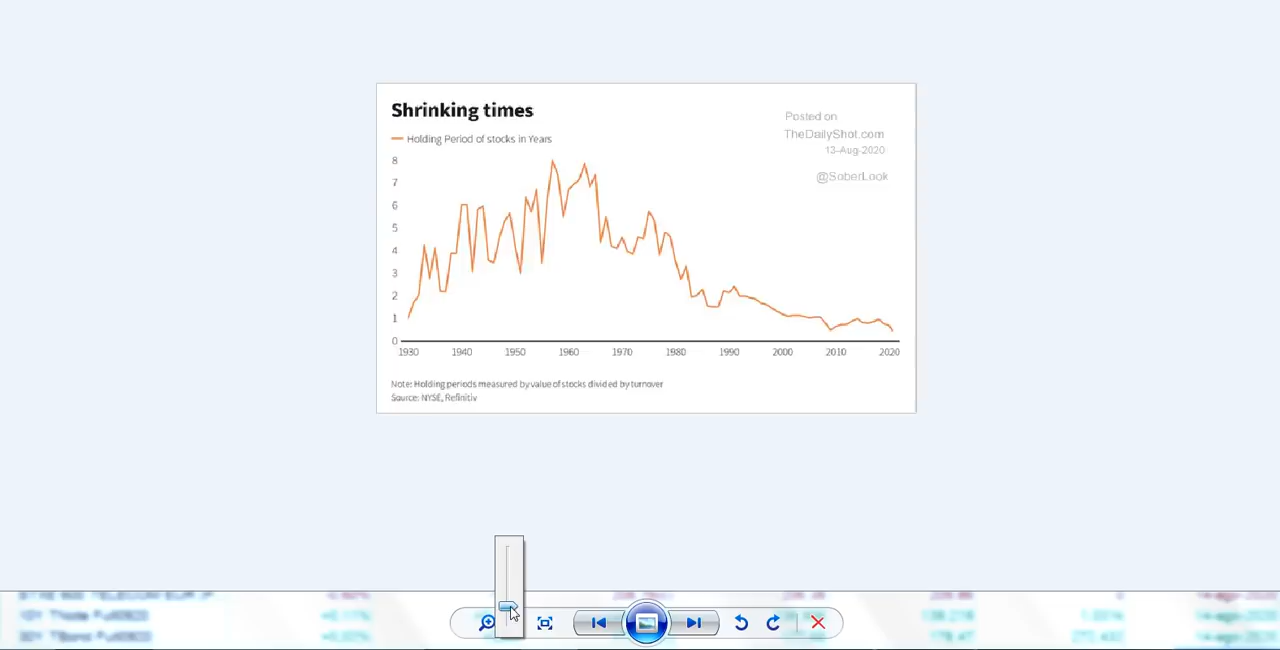 Shrinking times
Posted on
TheDailyShot.com
13-Aug-2020
@SoberLook
Holding Period of stocks in Years
8
7
6
5
4
3
2
1
0
1930 1940 1950 1960 1970 1980 1990 2000 2010 2020
Note: Holding periods measured by value of stocks divided by turnover
Source: NYSE, Refinitiv